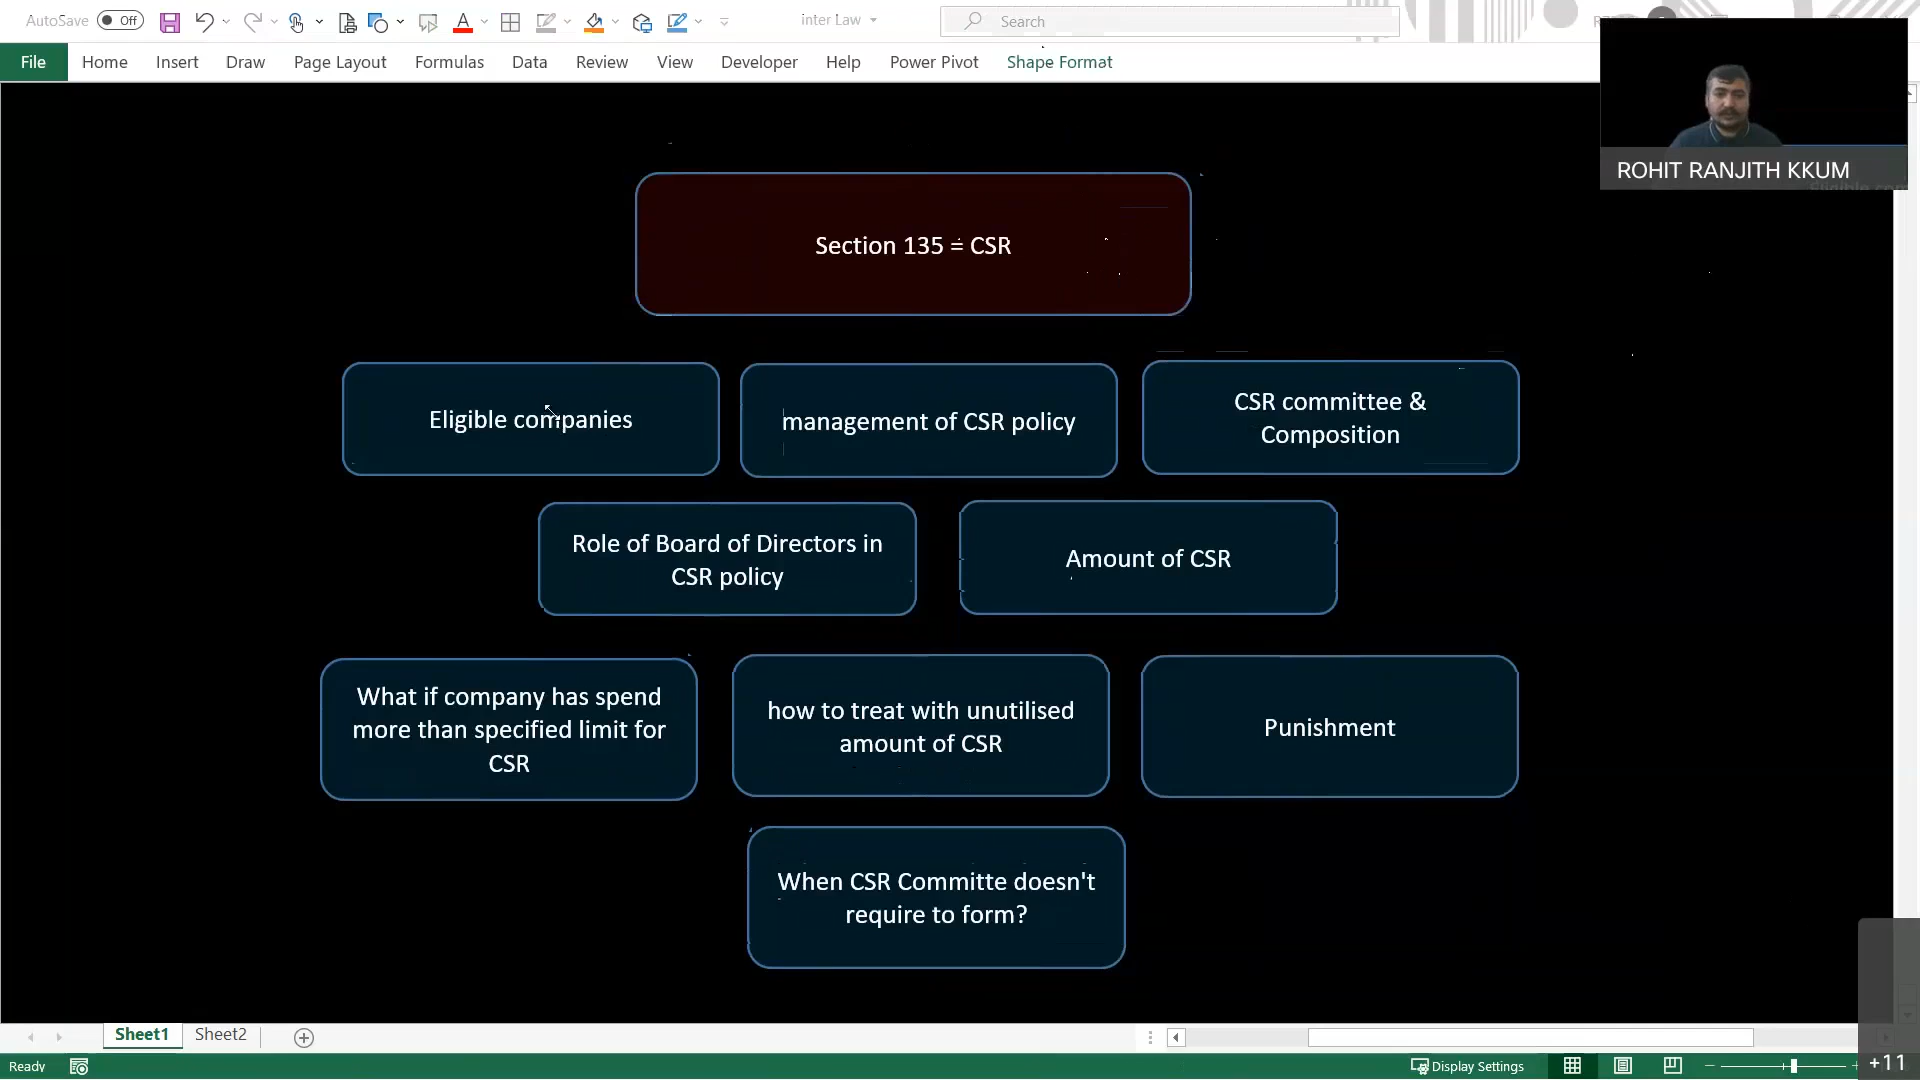 AutoSave Off inter Law Search
File Home Insert Draw Page Layout Formulas Data Review View Developer Help Power Pivot Shape Format
ROHIT RANJITH KKUM
Section 135 = CSR
Eligible companies
management of CSR policy
CSR committee &
Composition
Role of Board of Directors in
CSR policy
Amount of CSR
What if company has spend
more than specified limit for
CSR
how to treat with unutilised
amount of CSR
Punishment
When CSR Committe doesn't
require to form?
Sheet1 Sheet2
Ready Display Settings +11